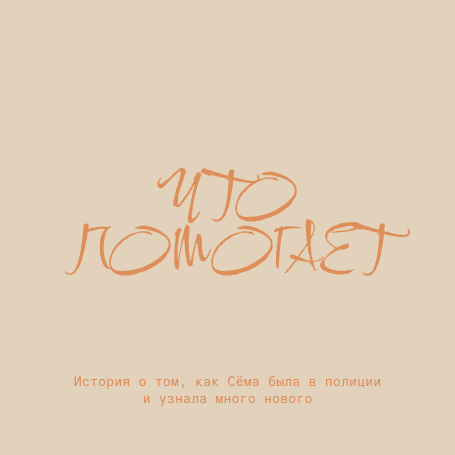 ЧТО
ПОМОГАЕТ
История о том, как Сёма была в полиции
и узнала много нового